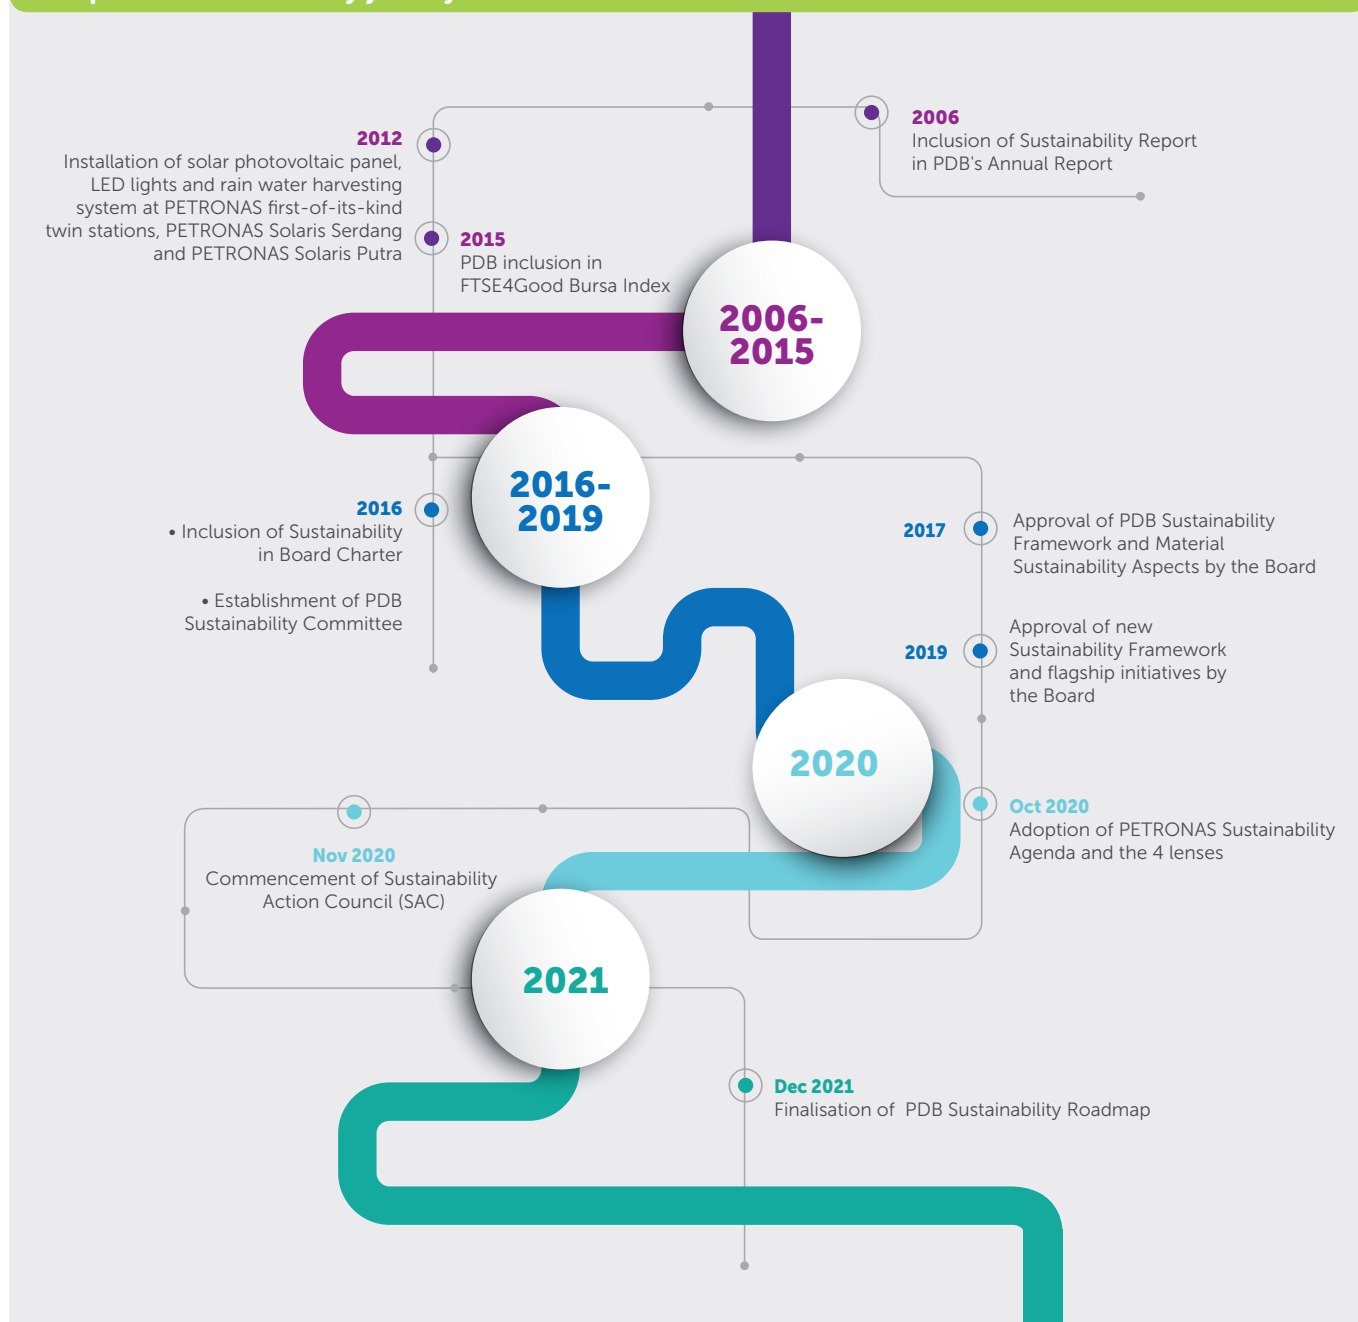 2006
Inclusion of Sustainability Report
in PDB's Annual Report
2012
Installation of solar photovoltaic panel,
LED lights and rain water harvesting
system at PETRONAS first-of-its-kind
twin stations, PETRONAS Solaris Serdang
and PETRONAS Solaris Putra
2015
PDB inclusion in
FTSE4Good Bursa Index
2006-
2015
2016-
2019
2016
• Inclusion of Sustainability
in Board Charter
• Establishment of PDB
Sustainability Committee
2017
Approval of PDB Sustainability
Framework and Material
Sustainability Aspects by the Board
2019
Approval of new
Sustainability Framework
and flagship initiatives by
the Board
2020
Oct 2020
Adoption of PETRONAS Sustainability
Agenda and the 4 lenses
Nov 2020
Commencement of Sustainability
Action Council (SAC)
2021
Dec 2021
Finalisation of PDB Sustainability Roadmap